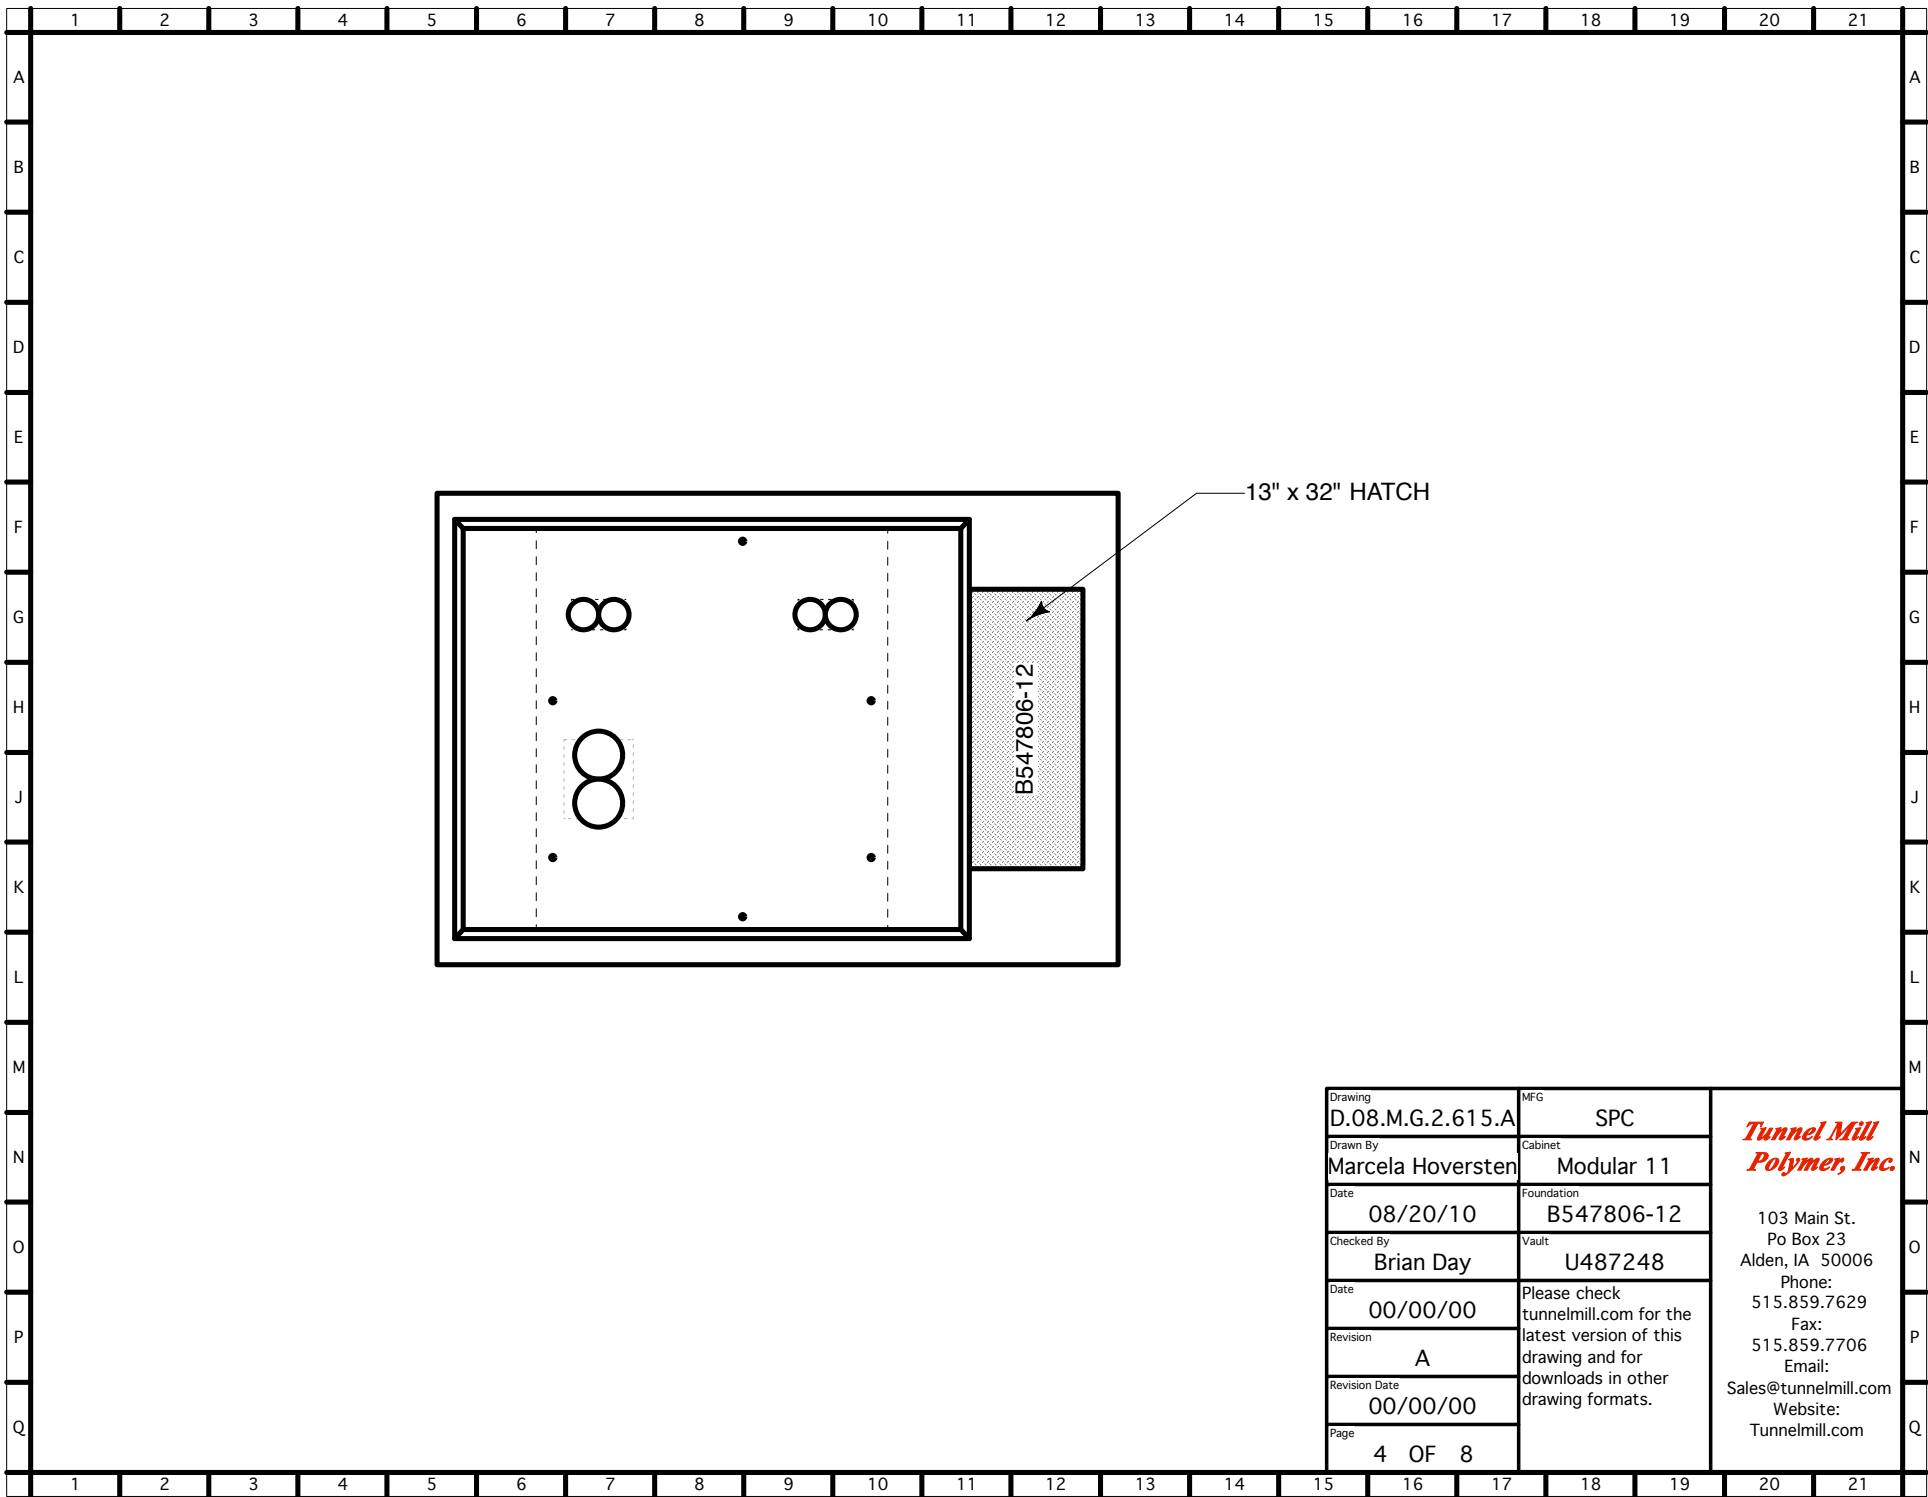 1 2 3 4 5 6 7 8 9 10 11 12 13 14 15 16 17 18 19 20 21
A A
B B
C C
D D
E E
13" x 32" HATCH
F F
G G
B547806-12
H H
J J
K K
L L
M M
N N
O O
P P
Q Q
Drawing
D.08.M.G.2.615.A
MFG
SPC
Drawn By
Marcela Hoversten
Cabinet
Modular 11
Date
08/20/10
Foundation
B547806-12
Checked By
Brian Day
Vault
U487248
Date
00/00/00
Revision
A
Revision Date
00/00/00
Page
4 OF 8
Please check
tunnelmill.com for the
latest version of this
drawing and for
downloads in other
drawing formats.
Tunnel Mill
Polymer, Inc.
103 Main St.
Po Box 23
Alden, IA 50006
Phone:
515.859.7629
Fax:
515.859.7706
Email:
Sales@tunnelmill.com
Website:
Tunnelmill.com
1 2 3 4 5 6 7 8 9 10 11 12 13 14 15 16 17 18 19 20 21